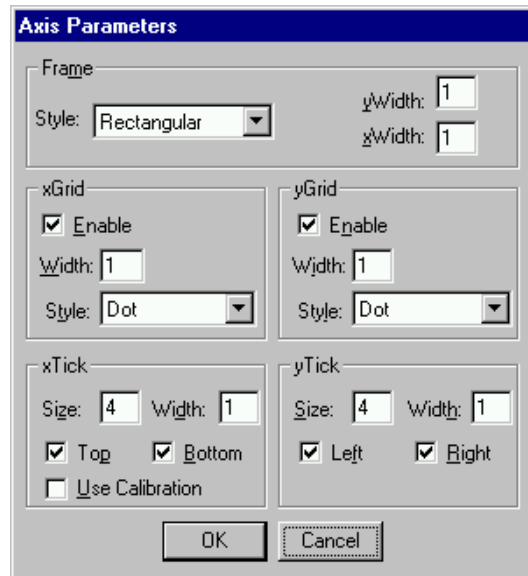 Axis Parameters
Frame
Style: Rectangular
yWidth: 1
xWidth: 1
xGrid
Enable
Width: 1
Style: Dot
yGrid
Enable
Width: 1
Style: Dot
xTick
Size: 4 Width: 1
Top Bottom
Use Calibration
yTick
Size: 4 Width: 1
Left Right
OK Cancel